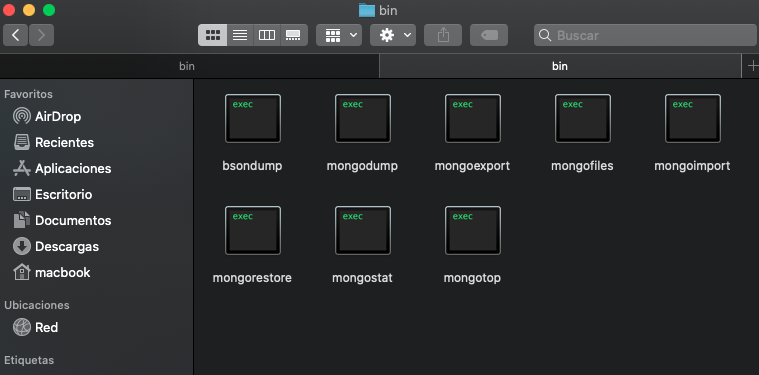 bin
Buscar
bin
bin
Favoritos
AirDrop
Recientes
Aplicaciones
Escritorio
Documentos
Descargas
macbook
Ubicaciones
Red
Etiquetas
exec
exec
exec
exec
exec
bsondump
mongodump
mongoexport
mongofiles
mongoimport
exec
exec
exec
mongorestore
mongostat
mongotop